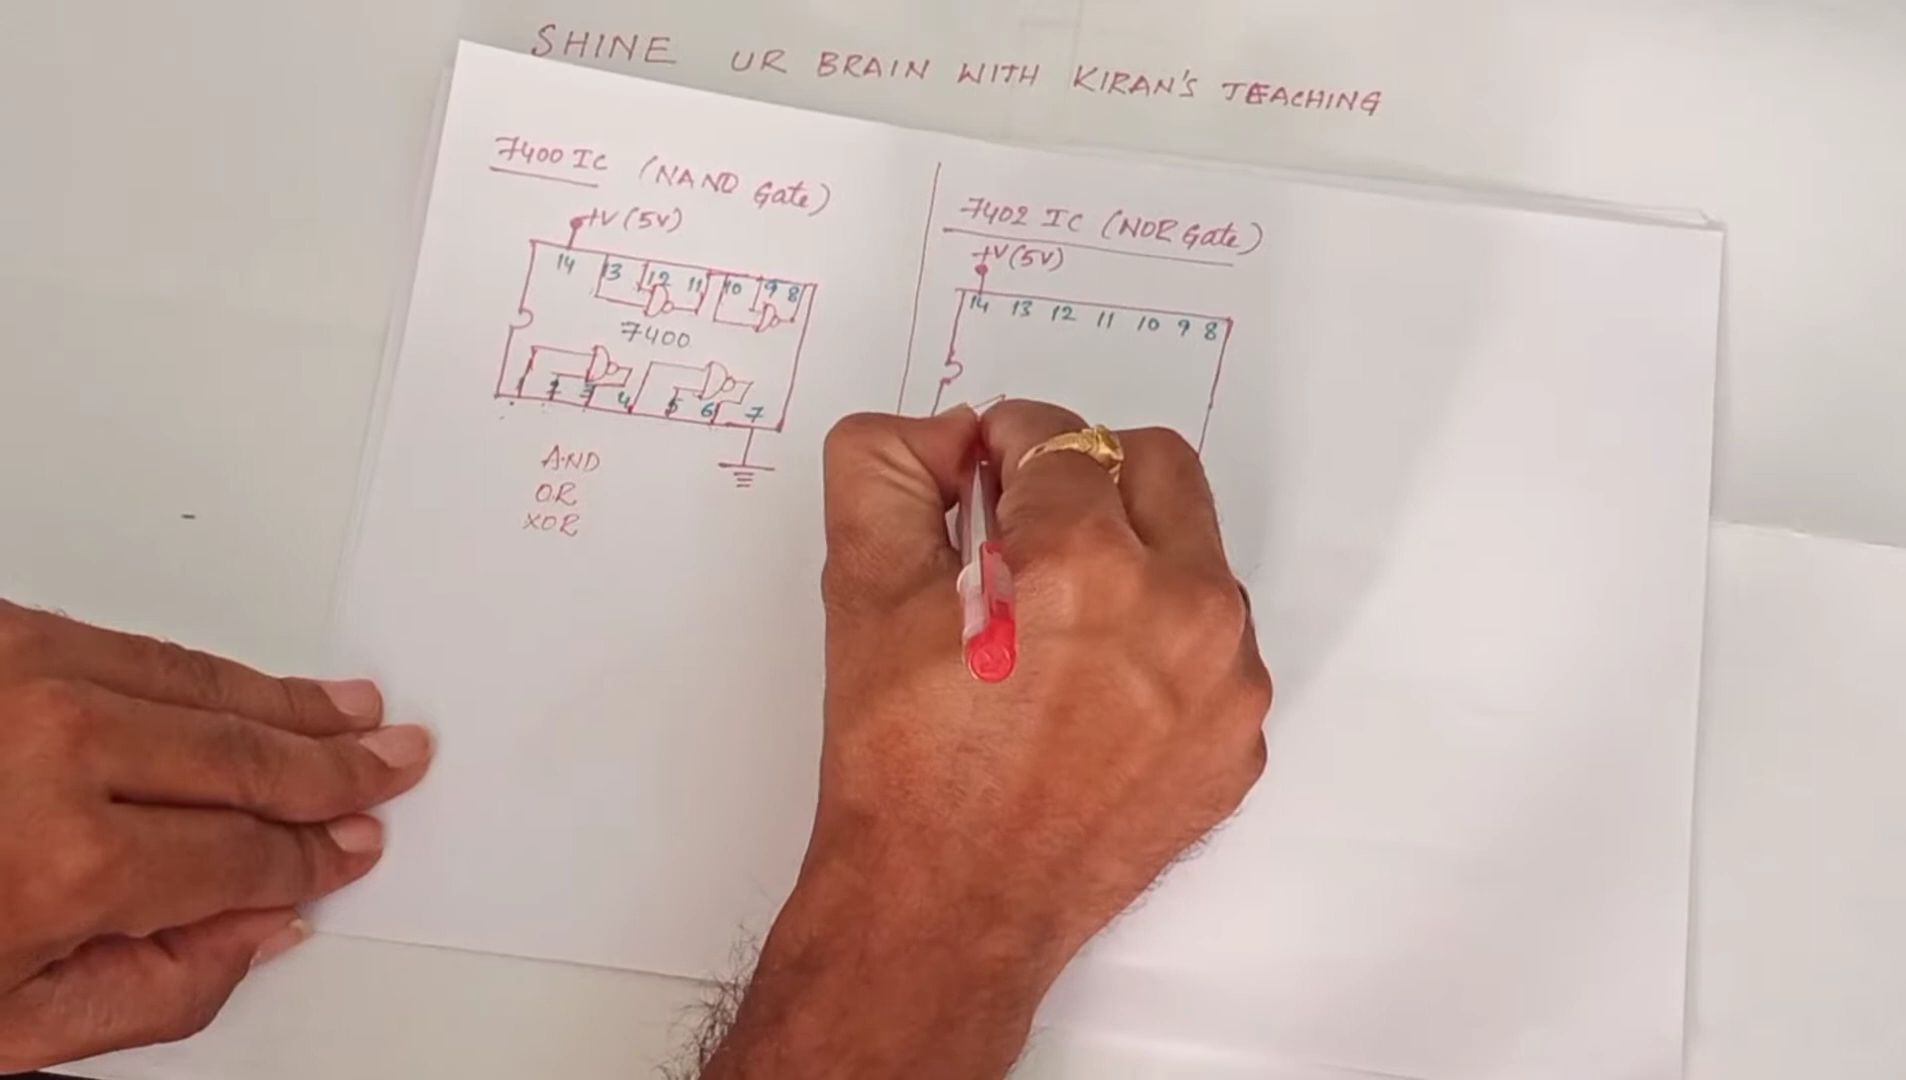 SHINE UR BRAIN WITH KIRAN'S TEACHING
7400 IC (NAND Gate)
+V (5V)
14 13 12 11 10 9 8
7400
1 2 3 4 5 6 7
AND
OR
XOR
7402 IC (NOR Gate)
+V (5V)
14 13 12 11 10 9 8